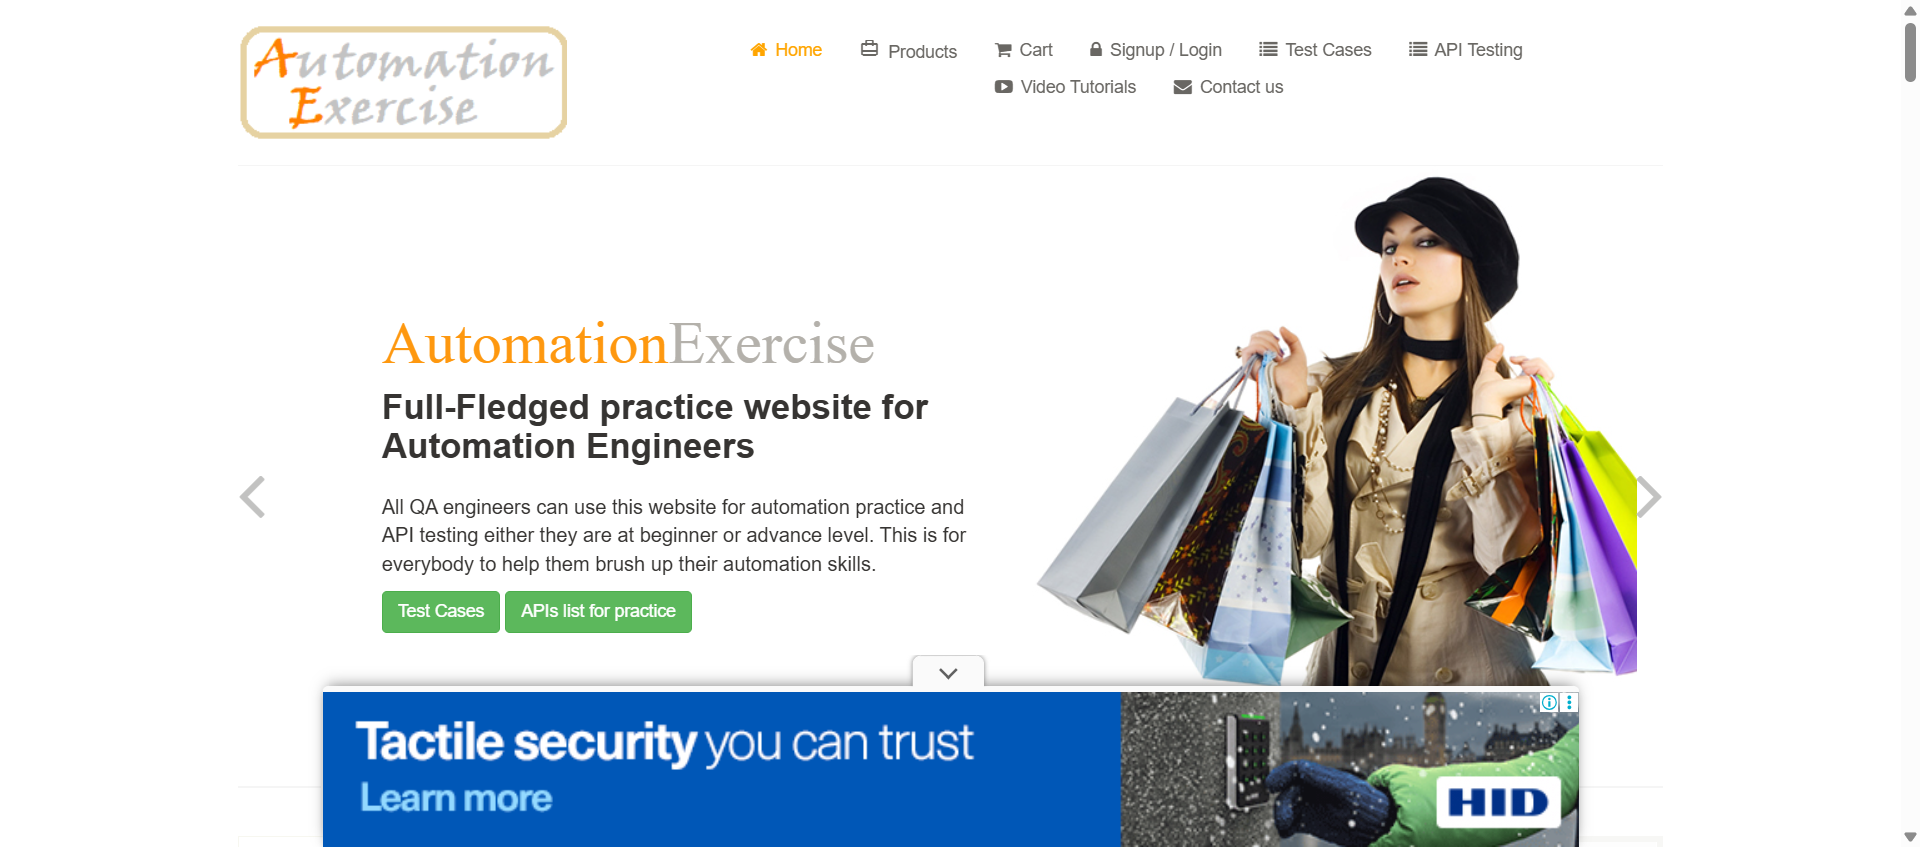 Automation
Exercise
Home
Products
Cart
Signup / Login
Test Cases
API Testing
Video Tutorials
Contact us
AutomationExercise
Full-Fledged practice website for
Automation Engineers
All QA engineers can use this website for automation practice and
API testing either they are at beginner or advance level. This is for
everybody to help them brush up their automation skills.
Test Cases
APIs list for practice
Tactile security you can trust
Learn more
HID